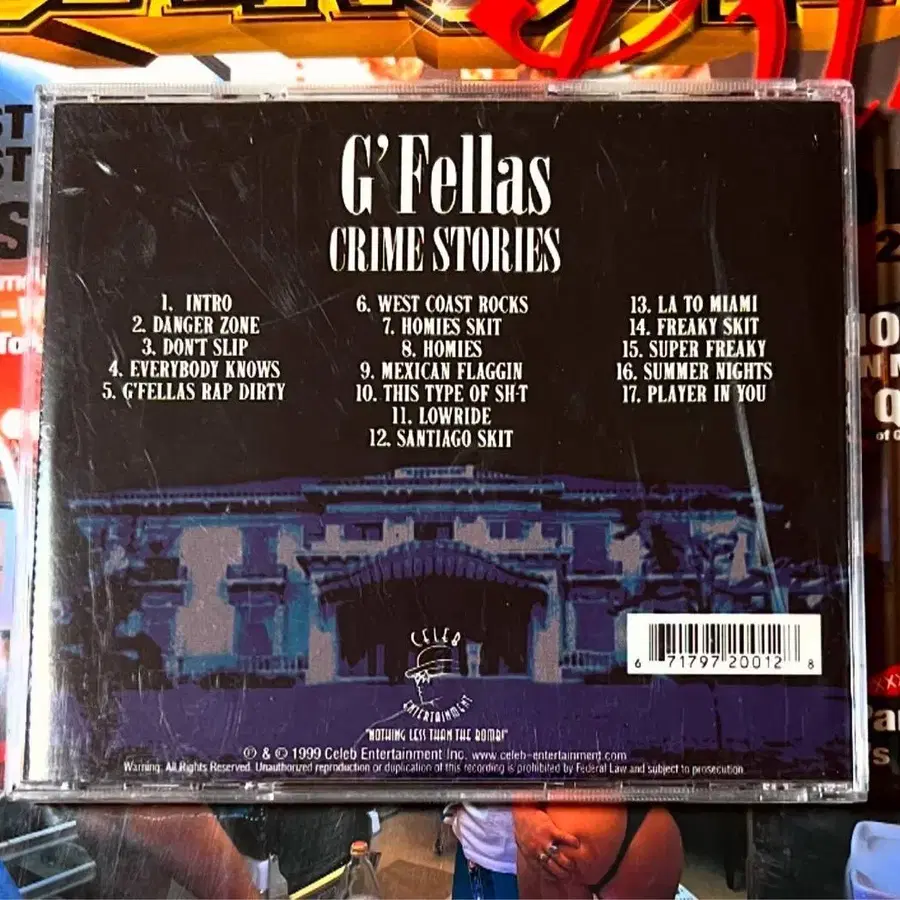 G' Fellas
CRIME STORIES
1. INTRO
2. DANGER ZONE
3. DON'T SLIP
4. EVERYBODY KNOWS
5. G'FELLAS RAP DIRTY
6. WEST COAST ROCKS
7. HOMIES SKIT
8. HOMIES
9. MEXICAN FLAGGIN
10. THIS TYPE OF SH-T
11. LOWRIDE
12. SANTIAGO SKIT
13. LA TO MIAMI
14. FREAKY SKIT
15. SUPER FREAKY
16. SUMMER NIGHTS
17. PLAYER IN YOU
CELEB
ENTERTAINMENT
"NOTHING LESS THAN THE BOMB!"
6 71797 20012 8
℗ & © 1999 Celeb Entertainment Inc. www.celeb-entertainment.com
Warning: All Rights Reserved. Unauthorized reproduction or duplication of this recording is prohibited by Federal Law and subject to prosecution.